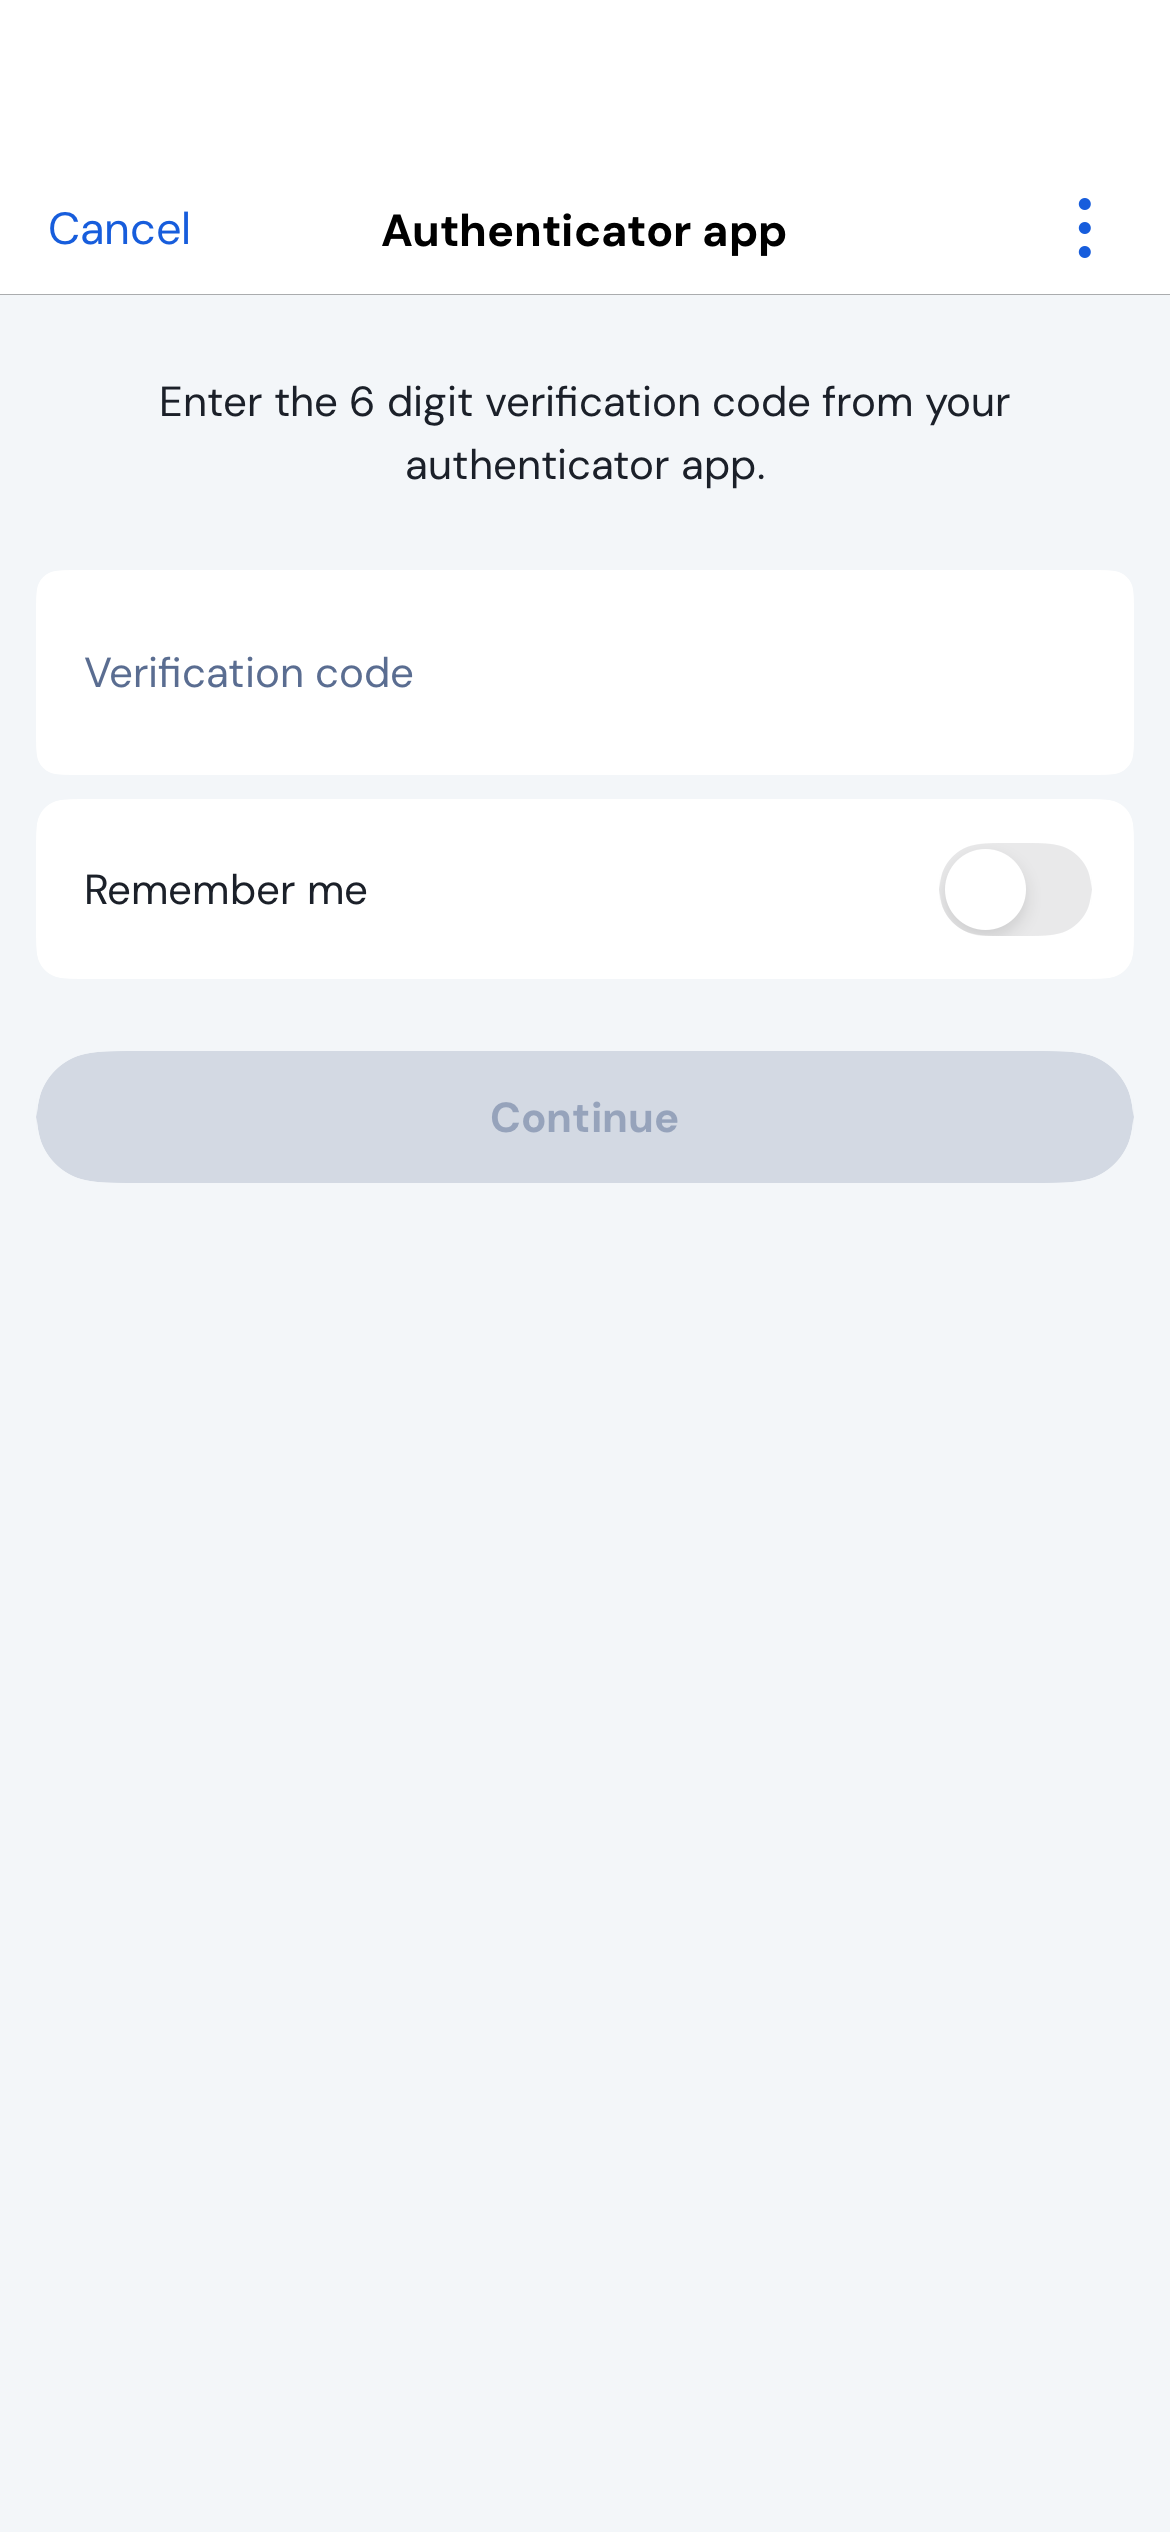 Cancel
Authenticator app
Enter the 6 digit verification code from your
authenticator app.
Verification code
Remember me
Continue